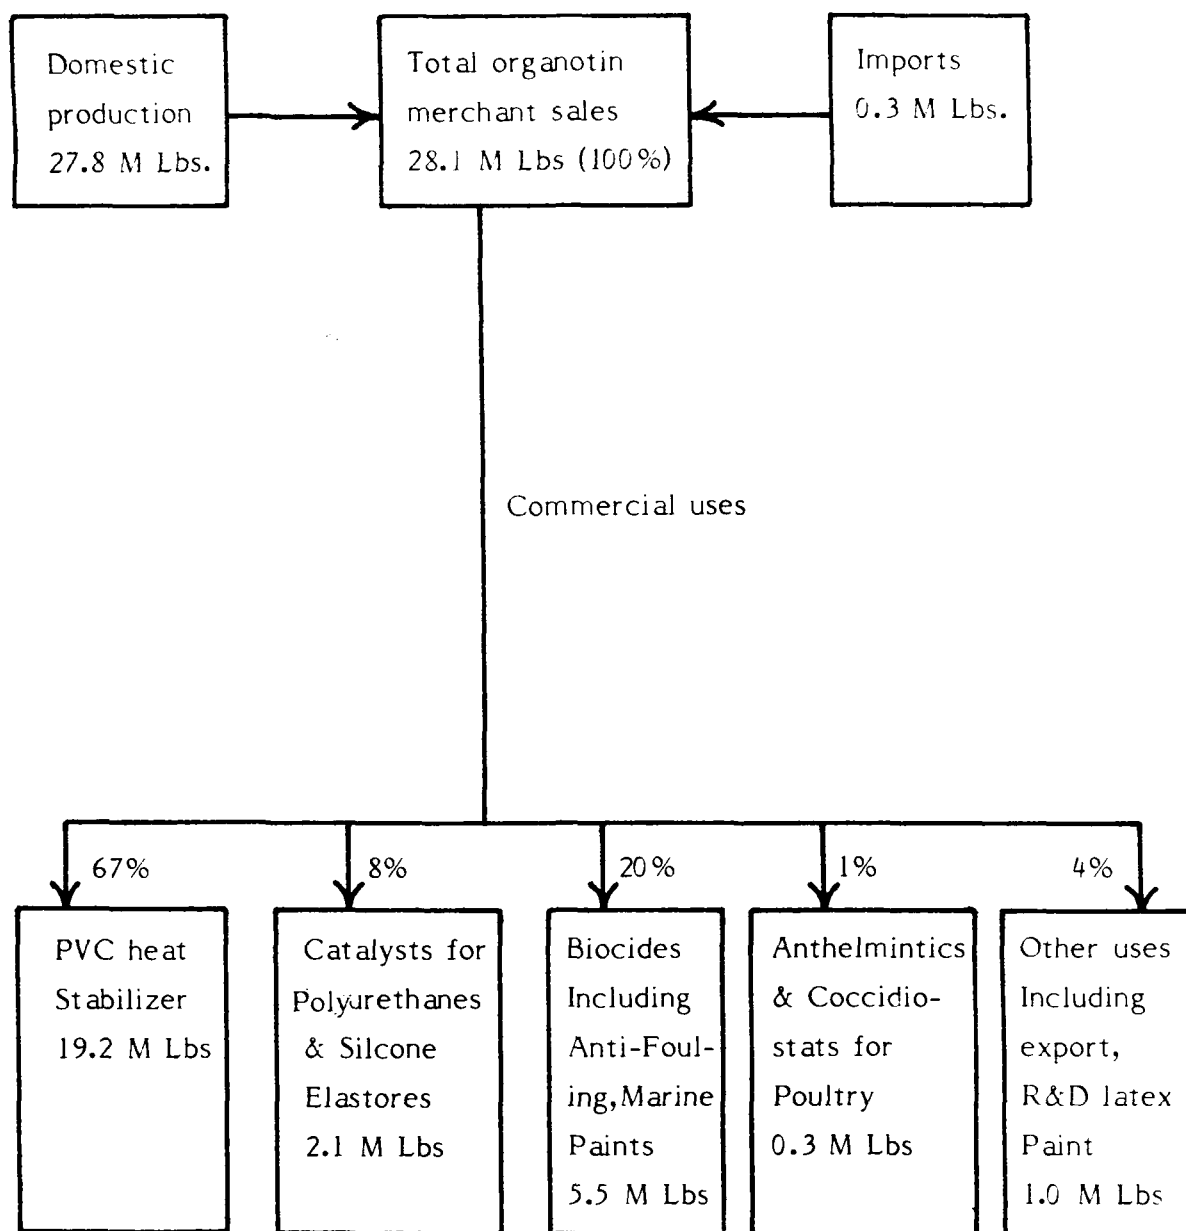 Domestic
production
27.8 M Lbs.
Total organotin
merchant sales
28.1 M Lbs (100%)
Imports
0.3 M Lbs.
Commercial uses
67%
8%
20%
1%
4%
PVC heat
Stabilizer
19.2 M Lbs
Catalysts for
Polyurethanes
& Silcone
Elastores
2.1 M Lbs
Biocides
Including
Anti-Foul-
ing, Marine
Paints
5.5 M Lbs
Anthelmintics
& Coccidio-
stats for
Poultry
0.3 M Lbs
Other uses
Including
export,
R&D latex
Paint
1.0 M Lbs